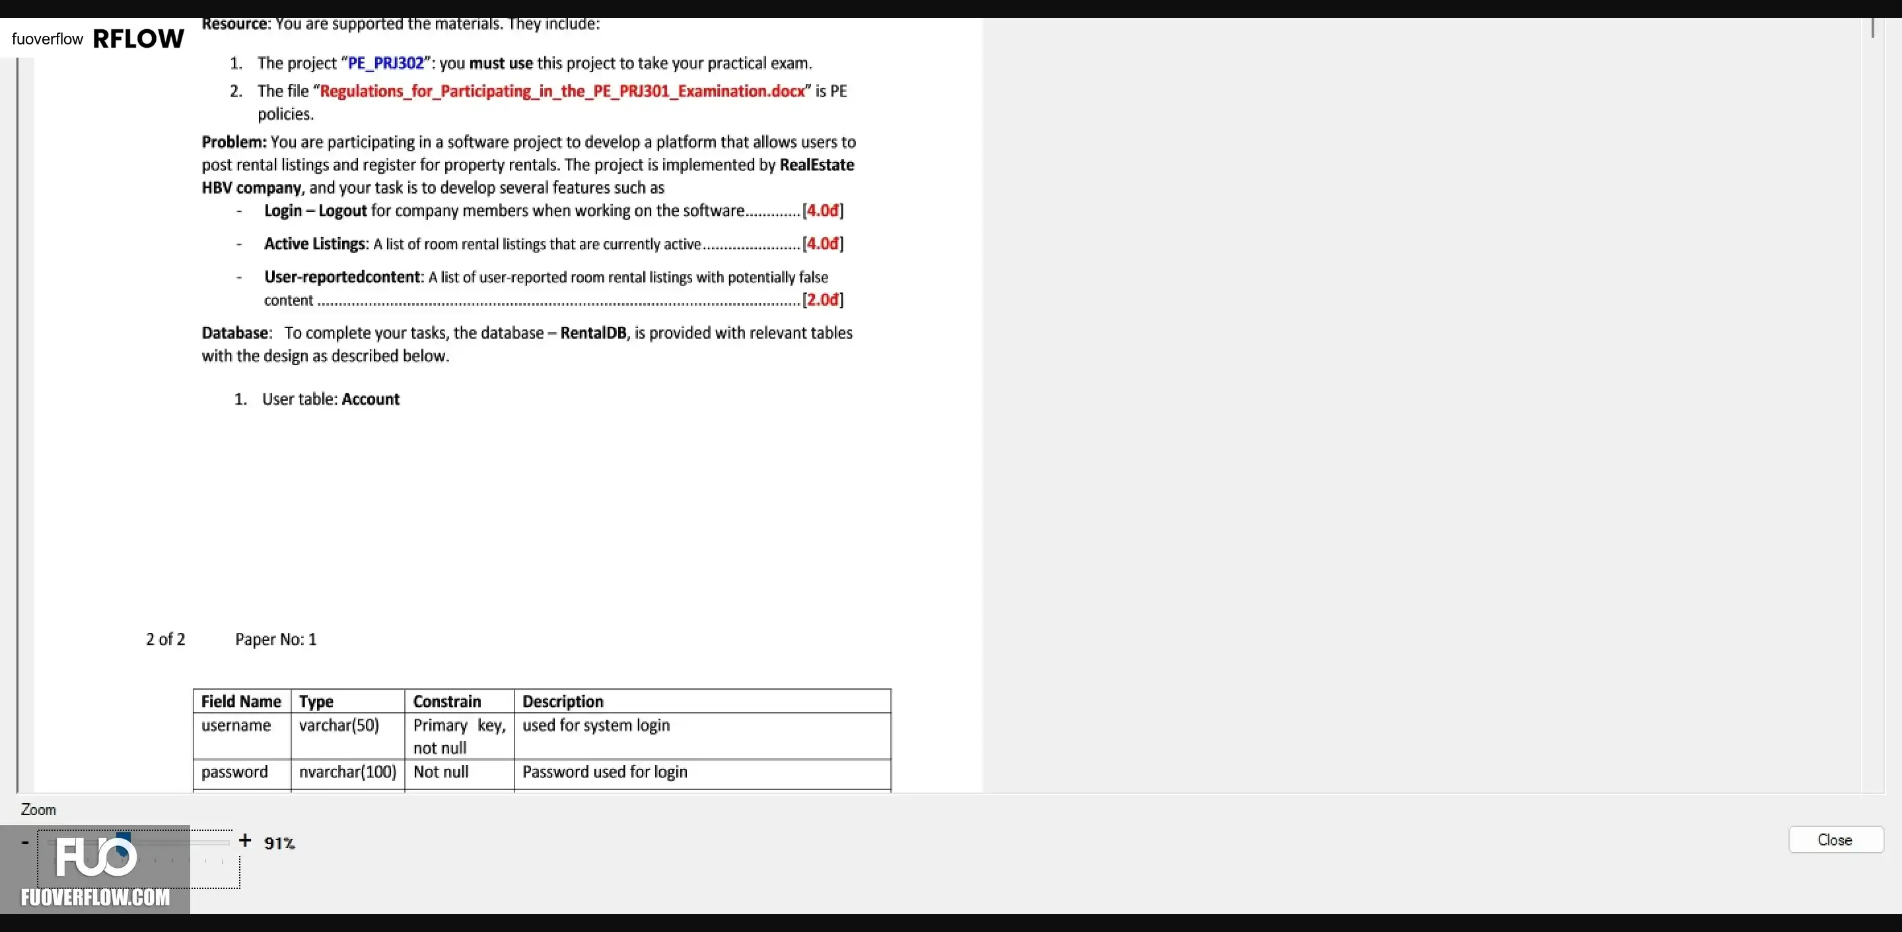 Resource: You are supported the materials. They include:
fuoverflow RFLOW
1. The project “PE_PRJ302”: you must use this project to take your practical exam.
2. The file “Regulations_for_Participating_in_the_PE_PRJ301_Examination.docx” is PE
policies.
Problem: You are participating in a software project to develop a platform that allows users to
post rental listings and register for property rentals. The project is implemented by RealEstate
HBV company, and your task is to develop several features such as
- Login – Logout for company members when working on the software............[4.0đ]
- Active Listings: A list of room rental listings that are currently active......................[4.0đ]
- User-reportedcontent: A list of user-reported room rental listings with potentially false
content ..............................................................................................................[2.0đ]
Database: To complete your tasks, the database – RentalDB, is provided with relevant tables
with the design as described below.
1. User table: Account
2 of 2 Paper No: 1
Field Name Type Constrain Description
username varchar(50) Primary key, used for system login
not null
password nvarchar(100) Not null Password used for login
Zoom
- + 91%
Close
FUO
FUOVERFLOW.COM